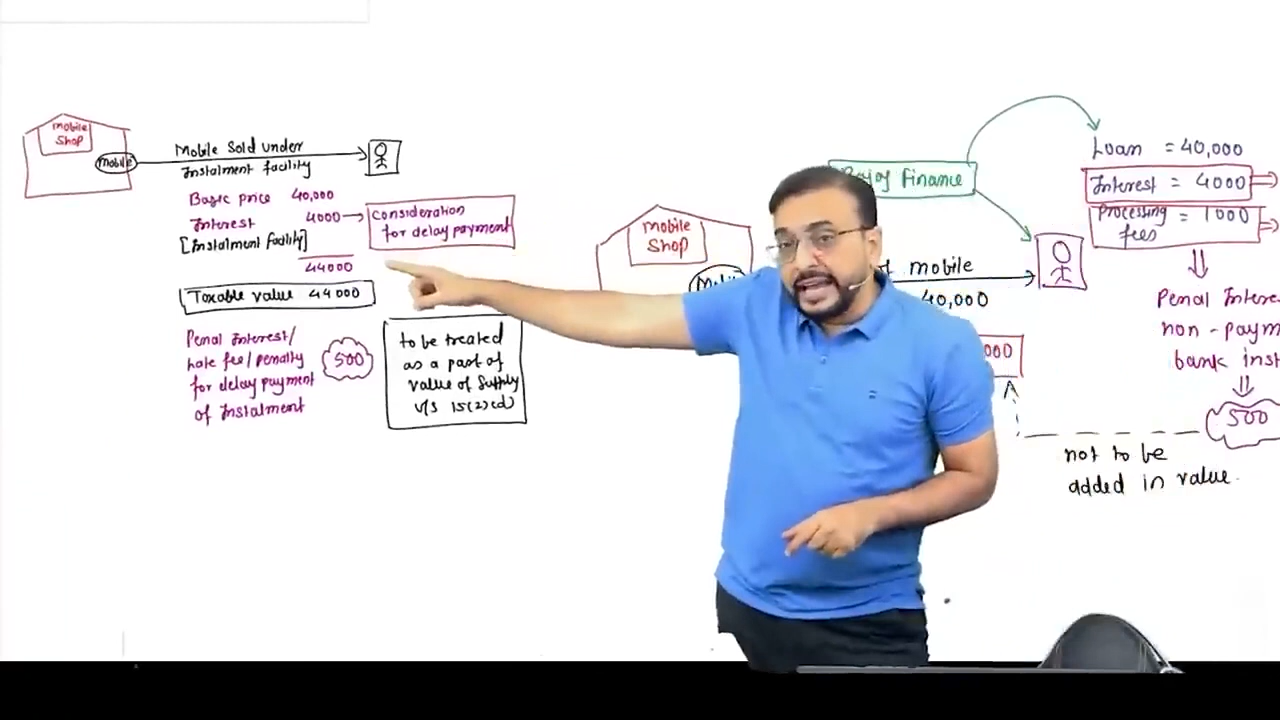 mobile
Shop
mobile
Mobile Sold under
Instalment facility
Basic price 40,000
Interest 4000
[Instalment facility]
44000
Consideration
for delay payment
Taxable value 44000
Penal Interest/
Late fee/penalty
for delay payment
of Instalment
500
to be treated
as a part of
value of Supply
u/s 15(2)(d)
Mobile
Shop
mobile
40,000
000
Finance
Loan = 40,000
Interest = 4000
Processing = 1000
fees
Penal
non-
bank
500
not to be
added in value.